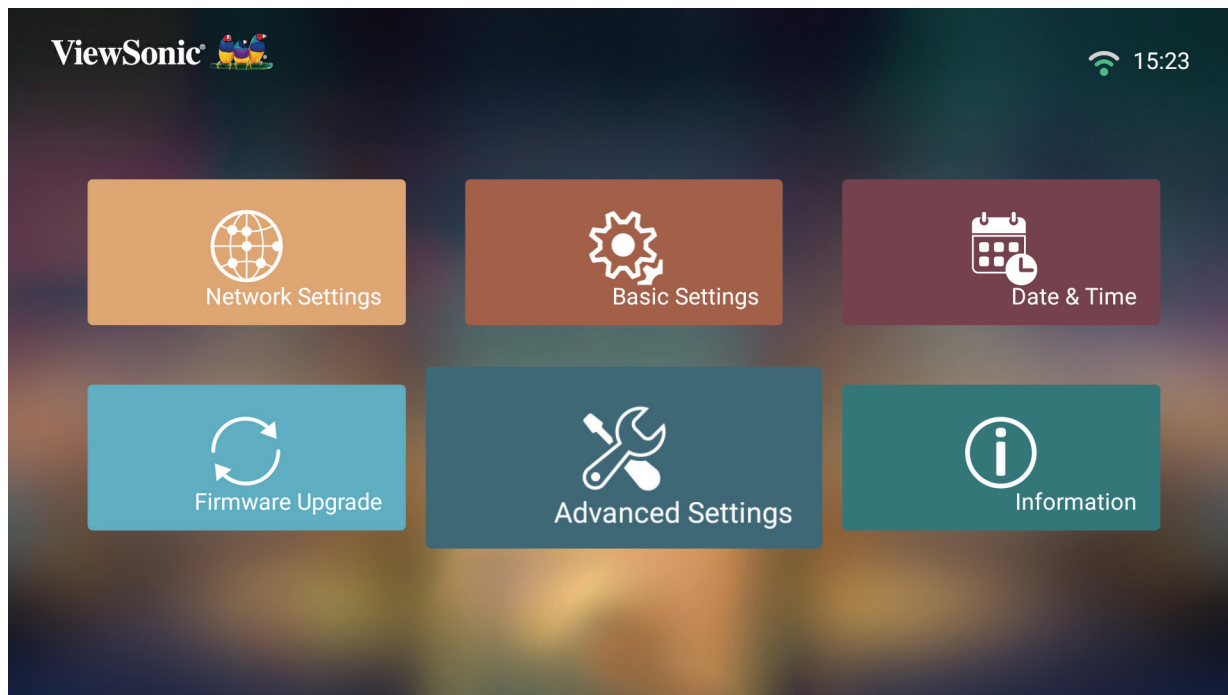 ViewSonic®
15:23
Network Settings
Basic Settings
Date & Time
Firmware Upgrade
Advanced Settings
Information